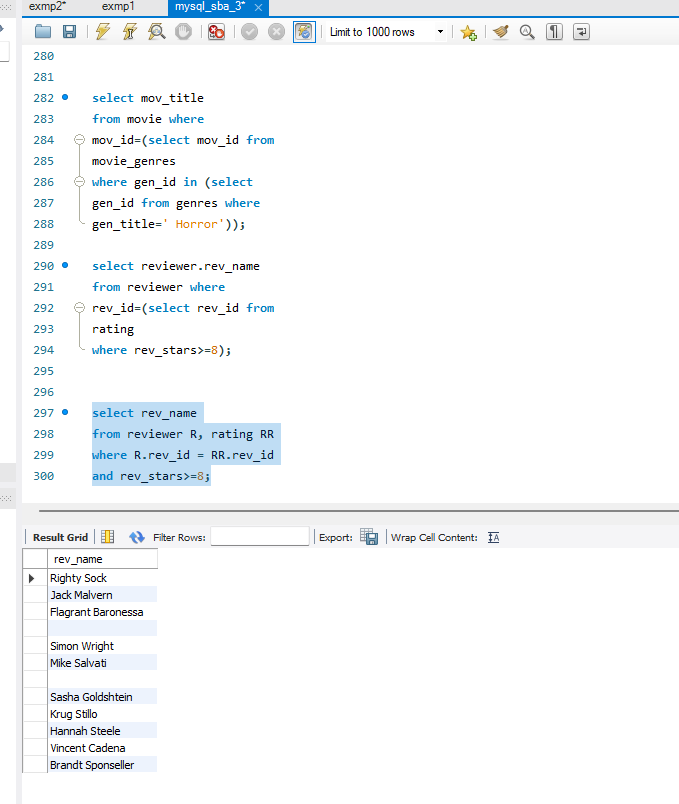 exmp2* exmp1 mysql_sba_3*
Limit to 1000 rows
280
281
282 select mov_title
283 from movie where
284 mov_id=(select mov_id from
285 movie_genres
286 where gen_id in (select
287 gen_id from genres where
288 gen_title=' Horror'));
289
290 select reviewer.rev_name
291 from reviewer where
292 rev_id=(select rev_id from
293 rating
294 where rev_stars>=8);
295
296
297 select rev_name
298 from reviewer R, rating RR
299 where R.rev_id = RR.rev_id
300 and rev_stars>=8;
Result Grid Filter Rows: Export: Wrap Cell Content:
rev_name
Righty Sock
Jack Malvern
Flagrant Baronessa
Simon Wright
Mike Salvati
Sasha Goldshtein
Krug Stillo
Hannah Steele
Vincent Cadena
Brandt Sponseller